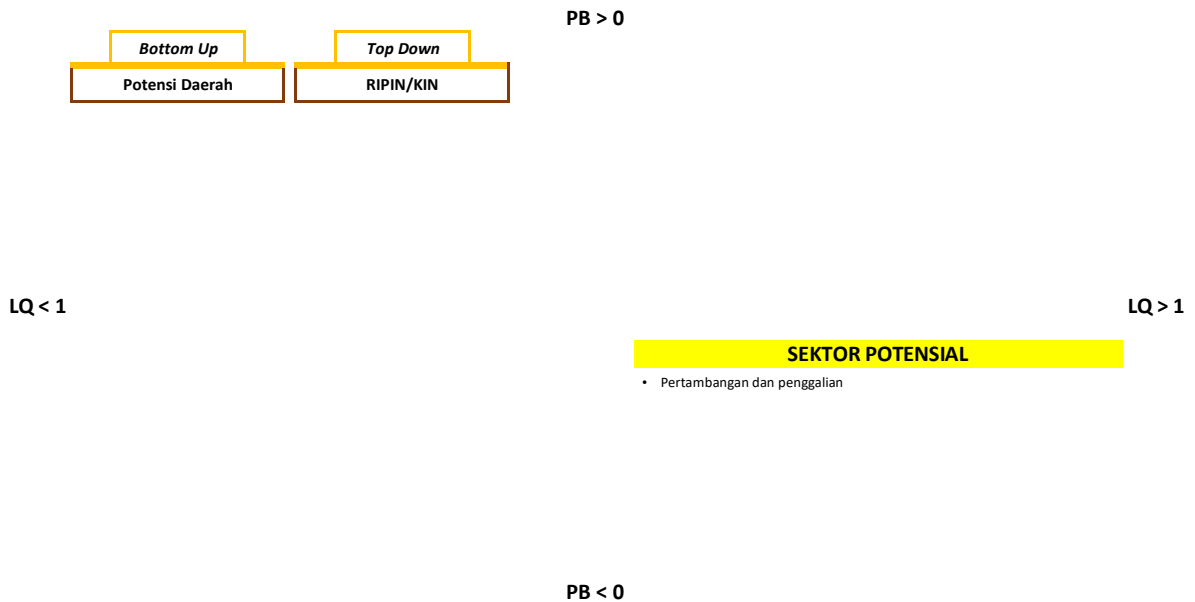 PB > 0
Bottom Up
Top Down
Potensi Daerah
RIPIN/KIN
LQ < 1
LQ > 1
SEKTOR POTENSIAL
• Pertambangan dan penggalian
PB < 0